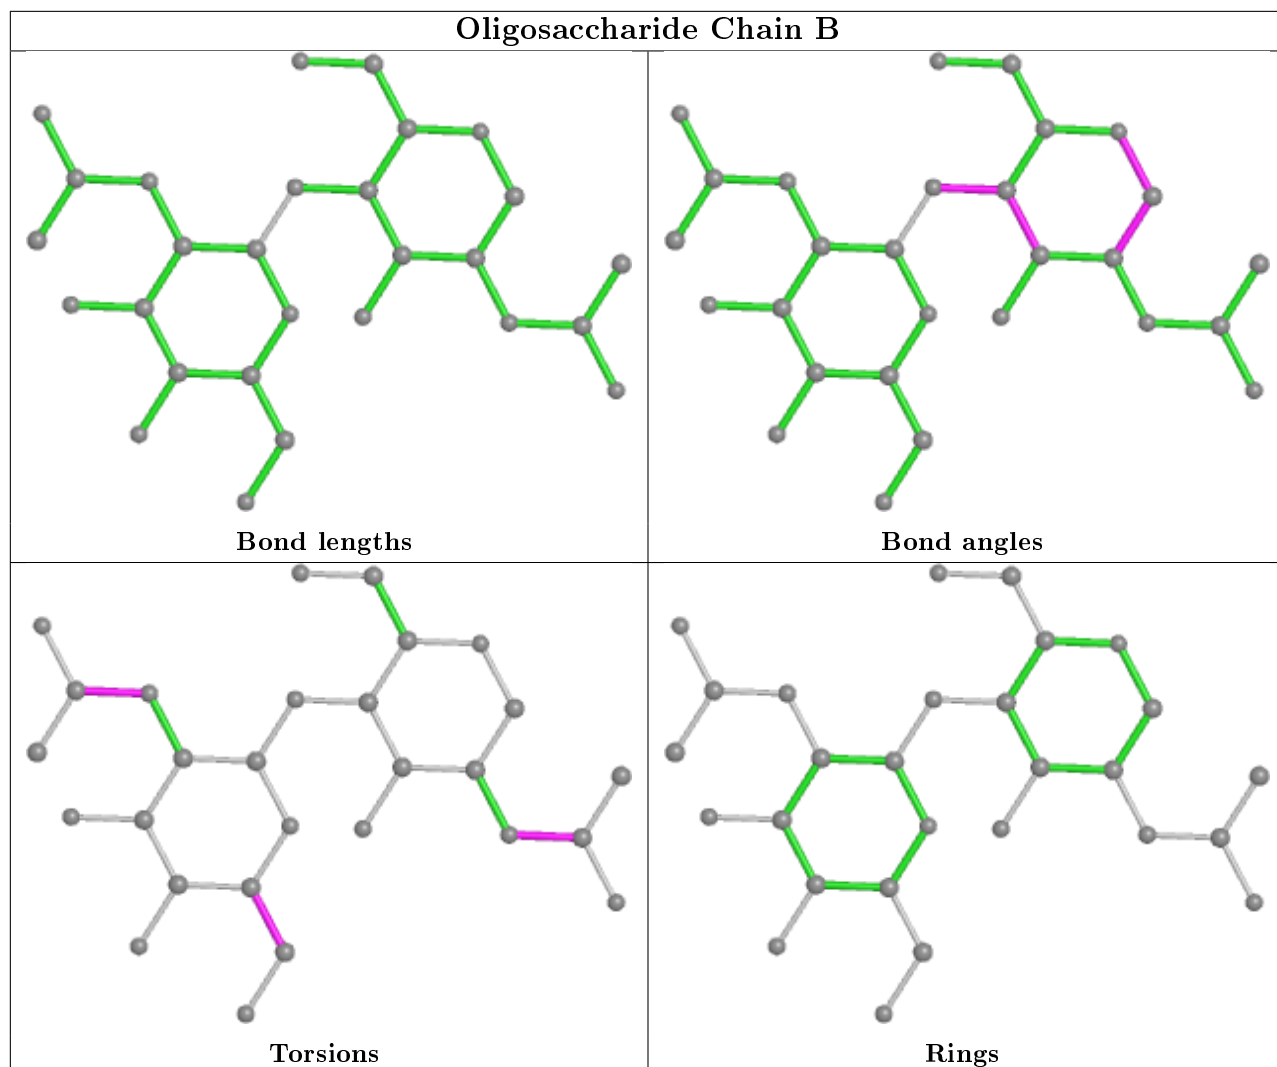 Oligosaccharide Chain B
Bond lengths
Bond angles
Torsions
Rings